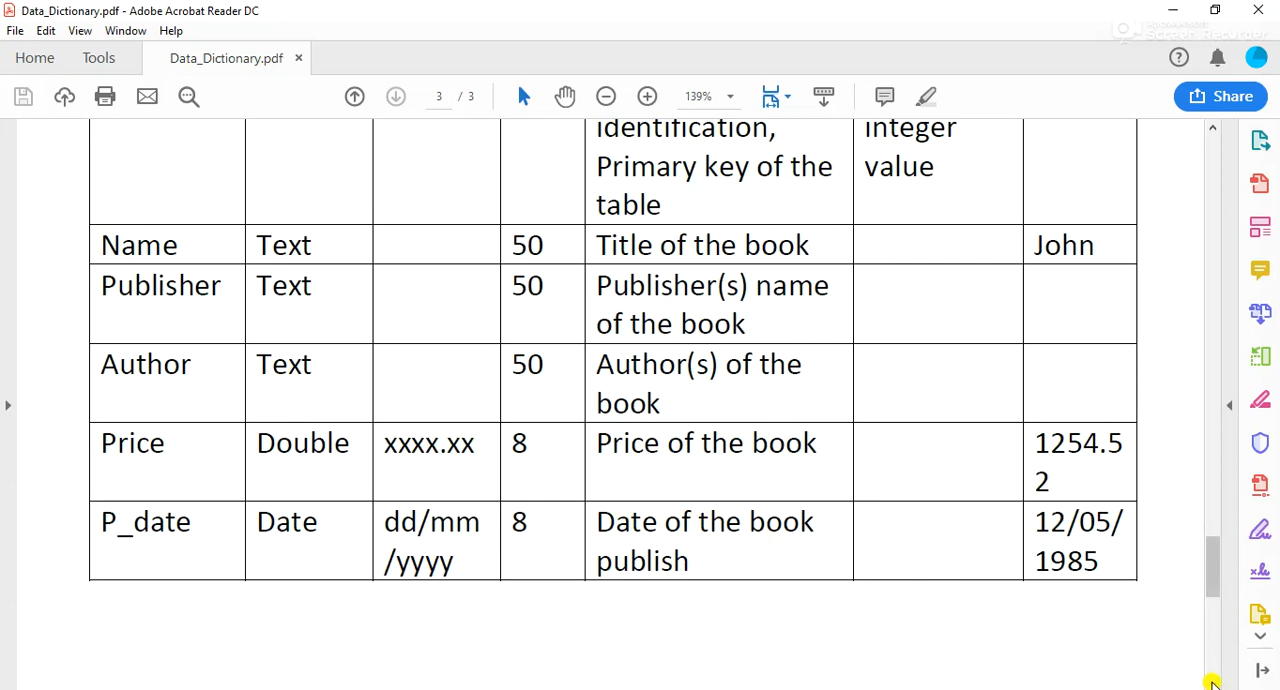 Data_Dictionary.pdf - Adobe Acrobat Reader DC
File Edit View Window Help
Screen Recorder
Home Tools Data_Dictionary.pdf ×
3 / 3 139% Share
identification, integer
Primary key of the value
table
Name Text 50 Title of the book John
Publisher Text 50 Publisher(s) name
of the book
Author Text 50 Author(s) of the
book
Price Double xxxx.xx 8 Price of the book 1254.5
2
P_date Date dd/mm 8 Date of the book 12/05/
/yyyy publish 1985